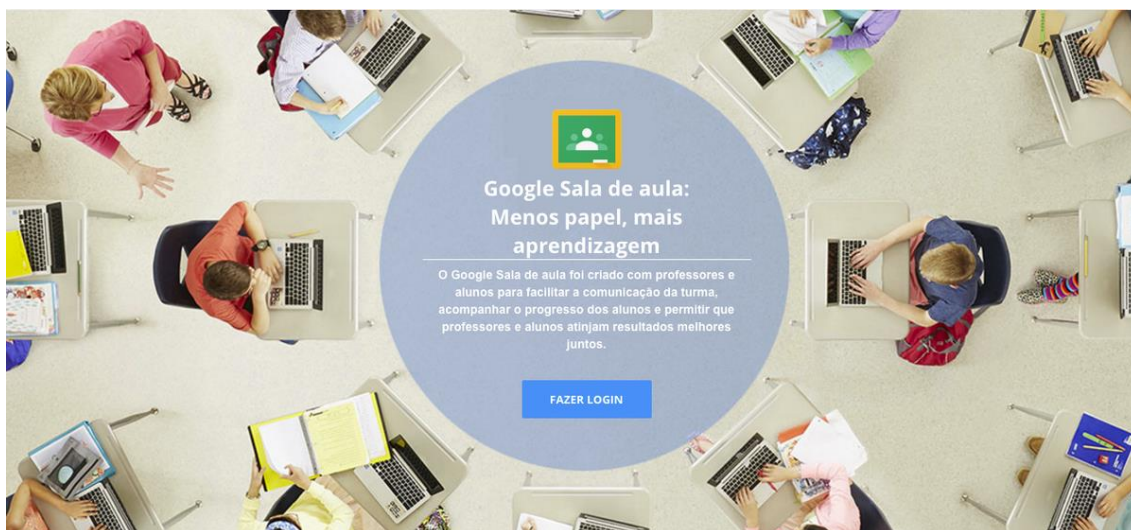 Google Sala de aula:
Menos papel, mais
aprendizagem
O Google Sala de aula foi criado com professores e
alunos para facilitar a comunicação da turma,
acompanhar o progresso dos alunos e permitir que
professores e alunos atinjam resultados melhores
juntos.
FAZER LOGIN